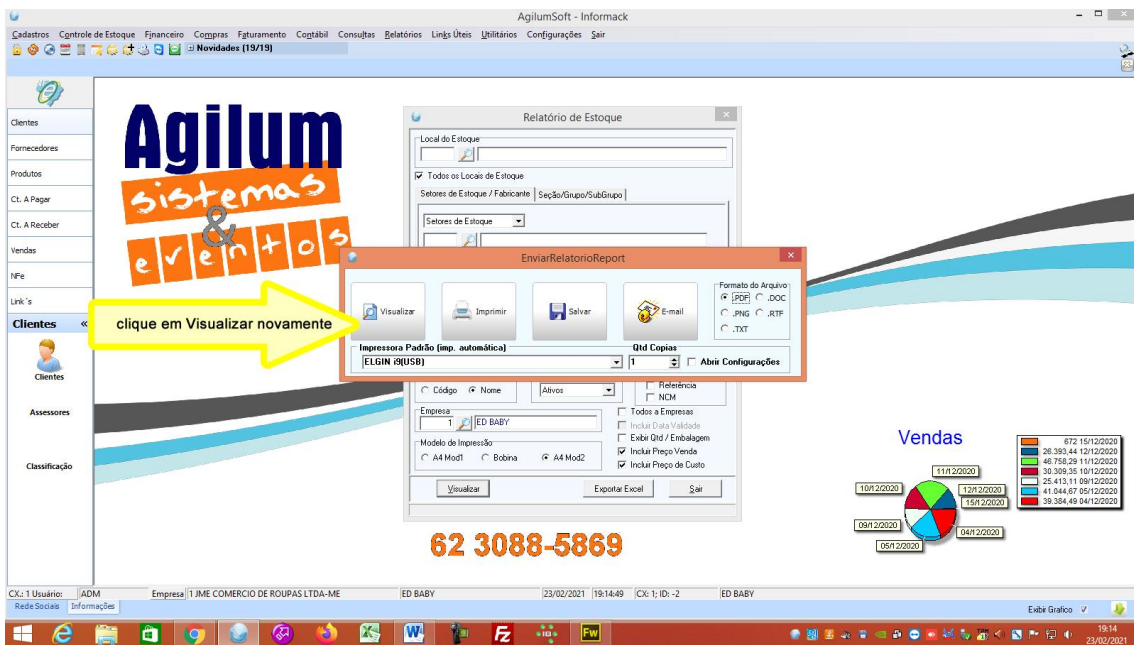 AgilumSoft - Informack
Cadastros Controle de Estoque Financeiro Compras Faturamento Contábil Consultas Relatórios Links Úteis Utilitários Configurações Sair
Novidades (19/19)
Clientes
Fornecedores
Produtos
Ct. A Pagar
Ct. A Receber
Vendas
NFe
Link´s
Clientes «
Clientes
Assessores
Classificação
Agilum
sistemas
&
eventos
clique em Visualizar novamente
Relatório de Estoque
Local do Estoque
Todos os Locais de Estoque
Setores de Estoque / Fabricante Seção/Grupo/SubGrupo
Setores de Estoque
EnviarRelatorioReport
Visualizar
Imprimir
Salvar
E-mail
Formato do Arquivo
.PDF .DOC
.PNG .RTF
.TXT
Impressora Padrão (imp. automática)
ELGIN i9(USB)
Qtd Copias
1
Abrir Configurações
Código Nome
Ativos
Referência
NCM
Empresa
1 ED BABY
Todos a Empresas
Incluir Data Validade
Exibir Qtd / Embalagem
Incluir Preço Venda
Incluir Preço de Custo
Modelo de Impressão
A4 Mod1 Bobina A4 Mod2
Visualizar
Exportar Excel
Sair
62 3088-5869
Vendas
11/12/2020
10/12/2020
12/12/2020
15/12/2020
09/12/2020
04/12/2020
05/12/2020
672 15/12/2020
26.393,44 12/12/2020
46.758,29 11/12/2020
30.309,35 10/12/2020
25.413,11 09/12/2020
41.044,67 05/12/2020
39.384,49 04/12/2020
CX.: 1 Usuário: ADM Empresa 1 JME COMERCIO DE ROUPAS LTDA-ME ED BABY 23/02/2021 19:14:49 CX: 1; ID: -2 ED BABY
Rede Sociais Informações
Exibir Grafico
19:14
23/02/2021